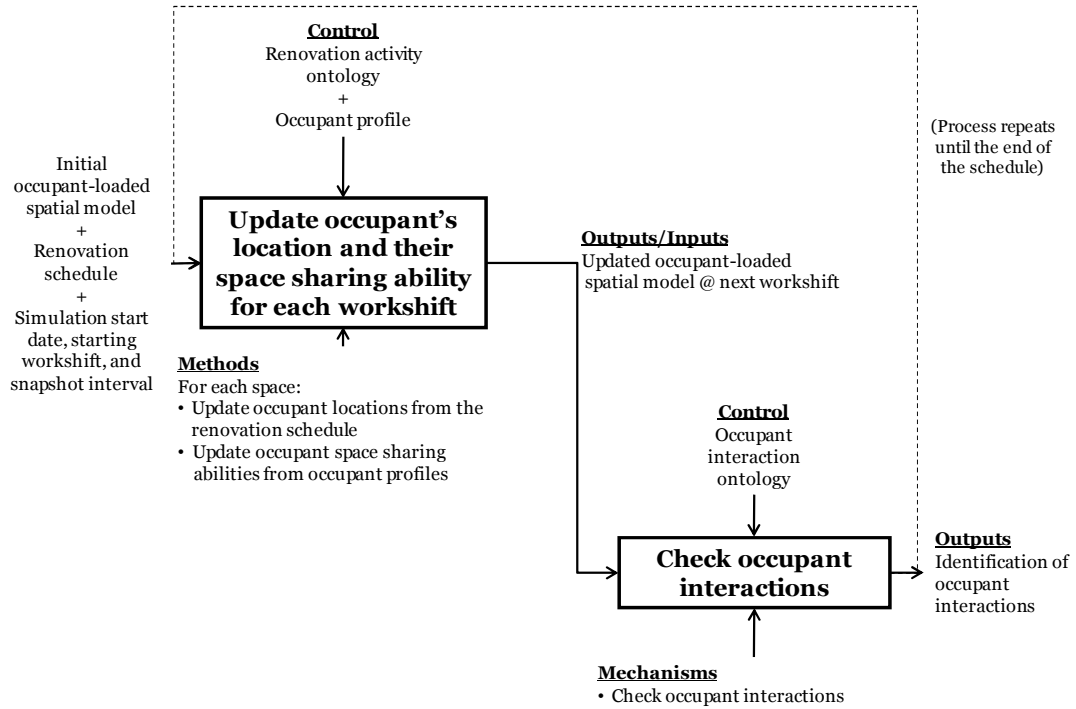 Control
Renovation activity
ontology
+
Occupant profile
(Process repeats
until the end of
the schedule)
Initial
occupant-loaded
spatial model
+
Renovation
schedule
+
Simulation start
date, starting
workshift, and
snapshot interval
Update occupant's
location and their
space sharing ability
for each workshift
Outputs/Inputs
Updated occupant-loaded
spatial model @ next workshift
Methods
For each space:
• Update occupant locations from the
renovation schedule
• Update occupant space sharing
abilities from occupant profiles
Control
Occupant
interaction
ontology
Check occupant
interactions
Outputs
Identification of
occupant
interactions
Mechanisms
• Check occupant interactions